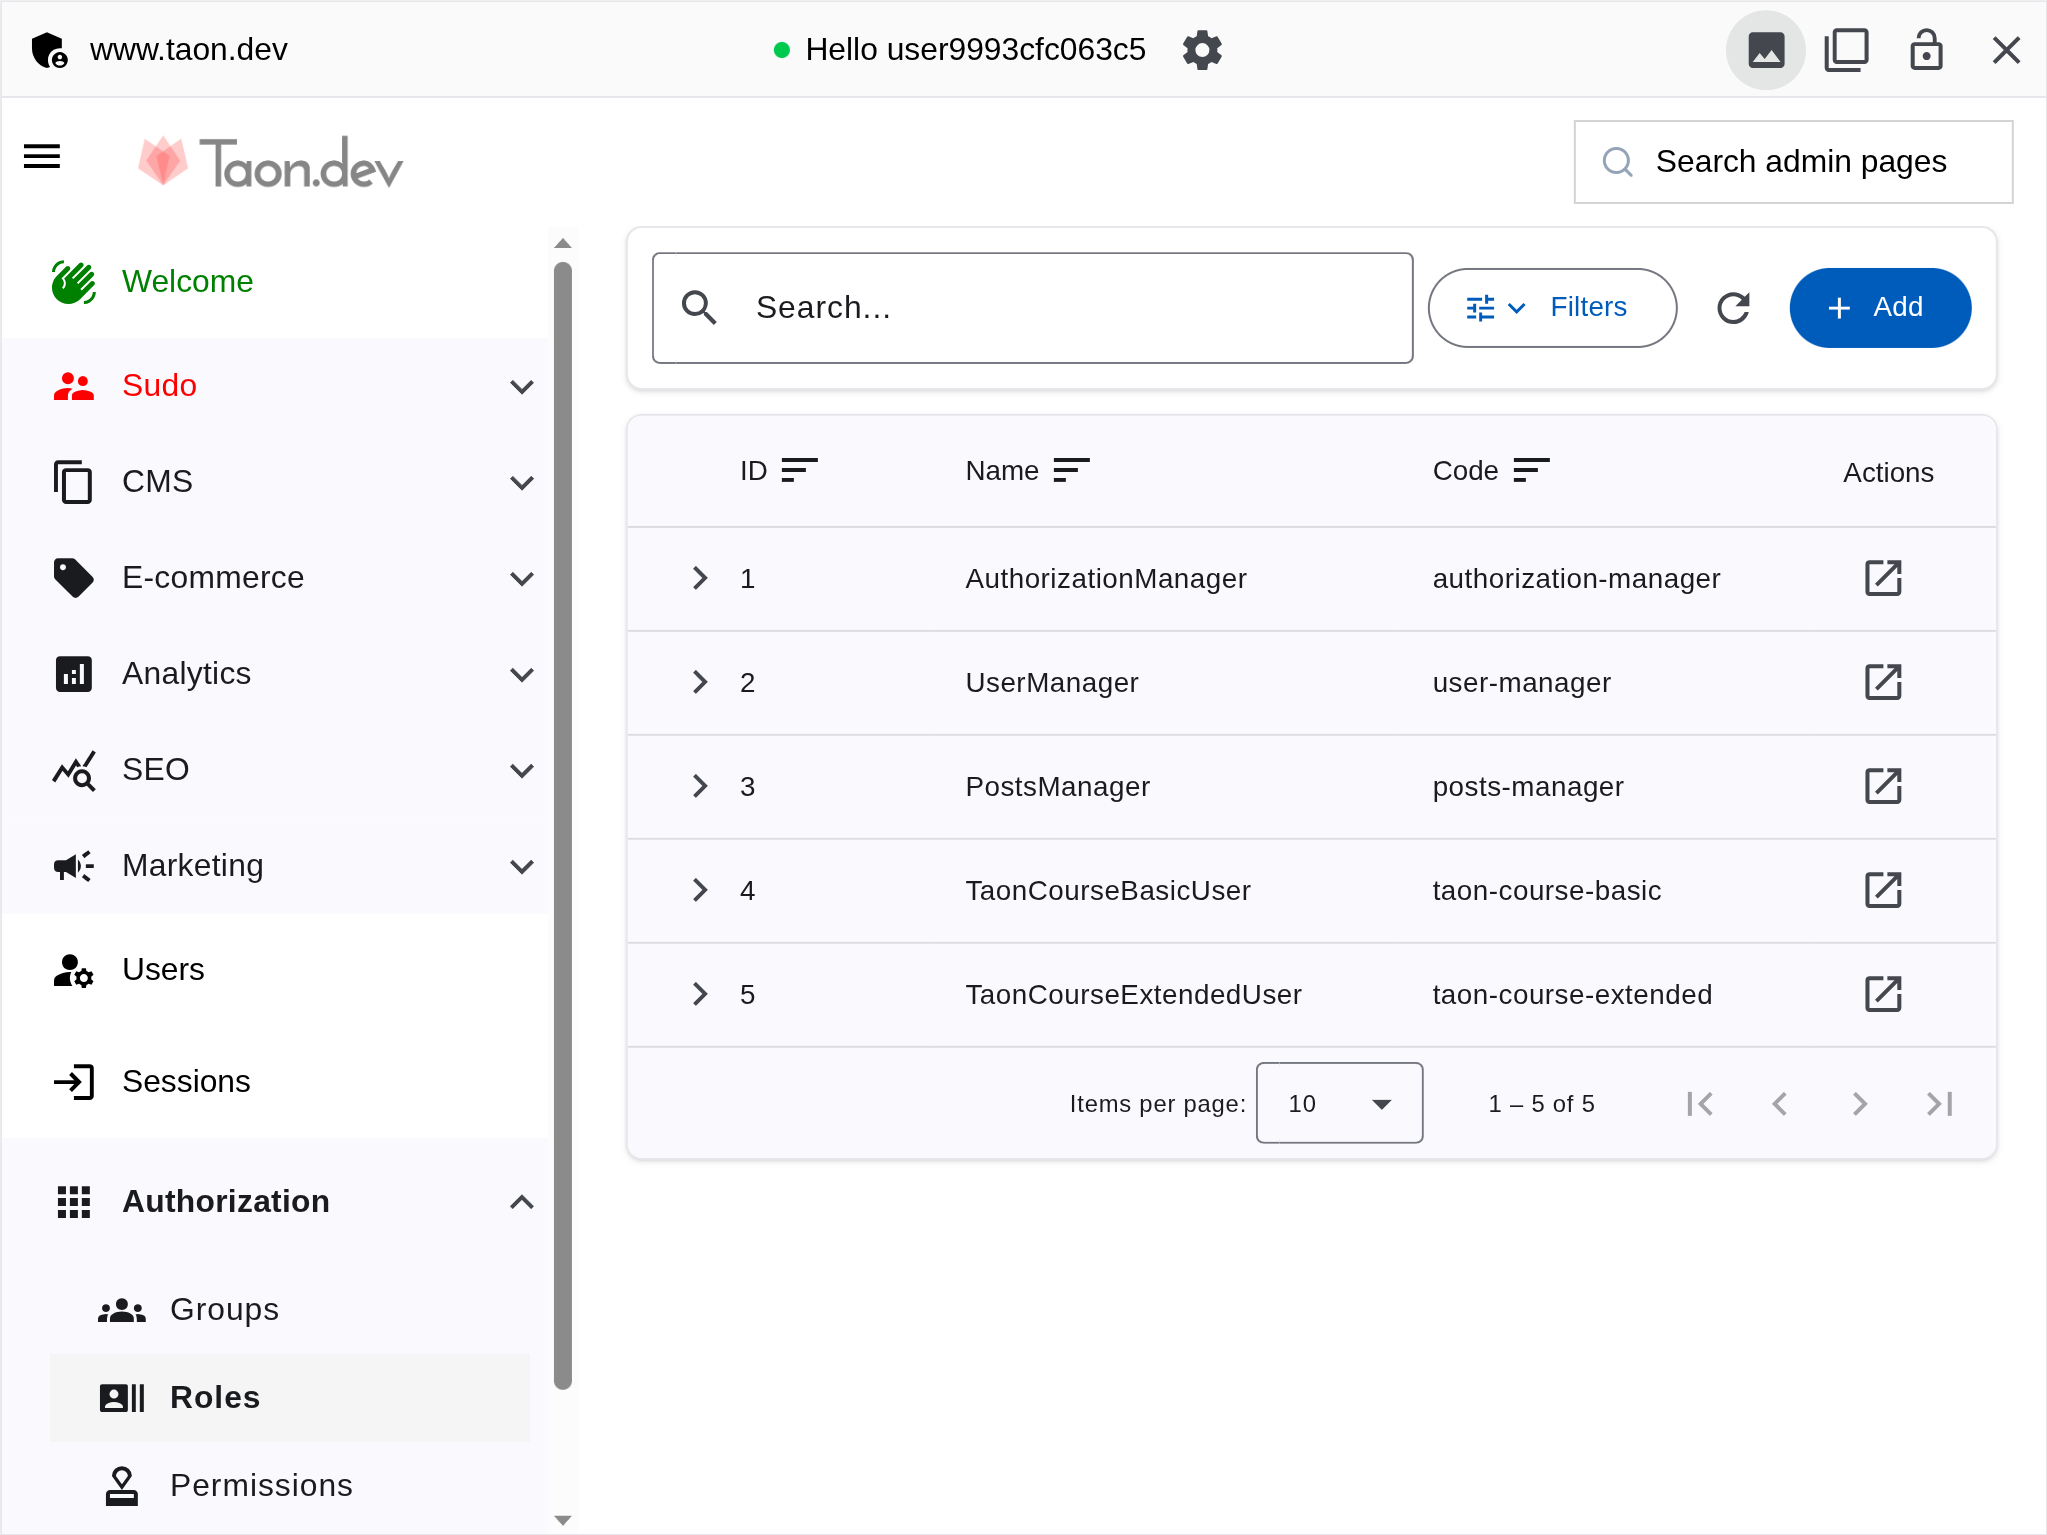 www.taon.dev
Hello user9993cfc063c5
Taon.dev
Search admin pages
Welcome
Sudo
CMS
E-commerce
Analytics
SEO
Marketing
Users
Sessions
Authorization
Groups
Roles
Permissions
Search...
Filters
Add
ID Name Code Actions
1 AuthorizationManager authorization-manager
2 UserManager user-manager
3 PostsManager posts-manager
4 TaonCourseBasicUser taon-course-basic
5 TaonCourseExtendedUser taon-course-extended
Items per page: 10 1 – 5 of 5